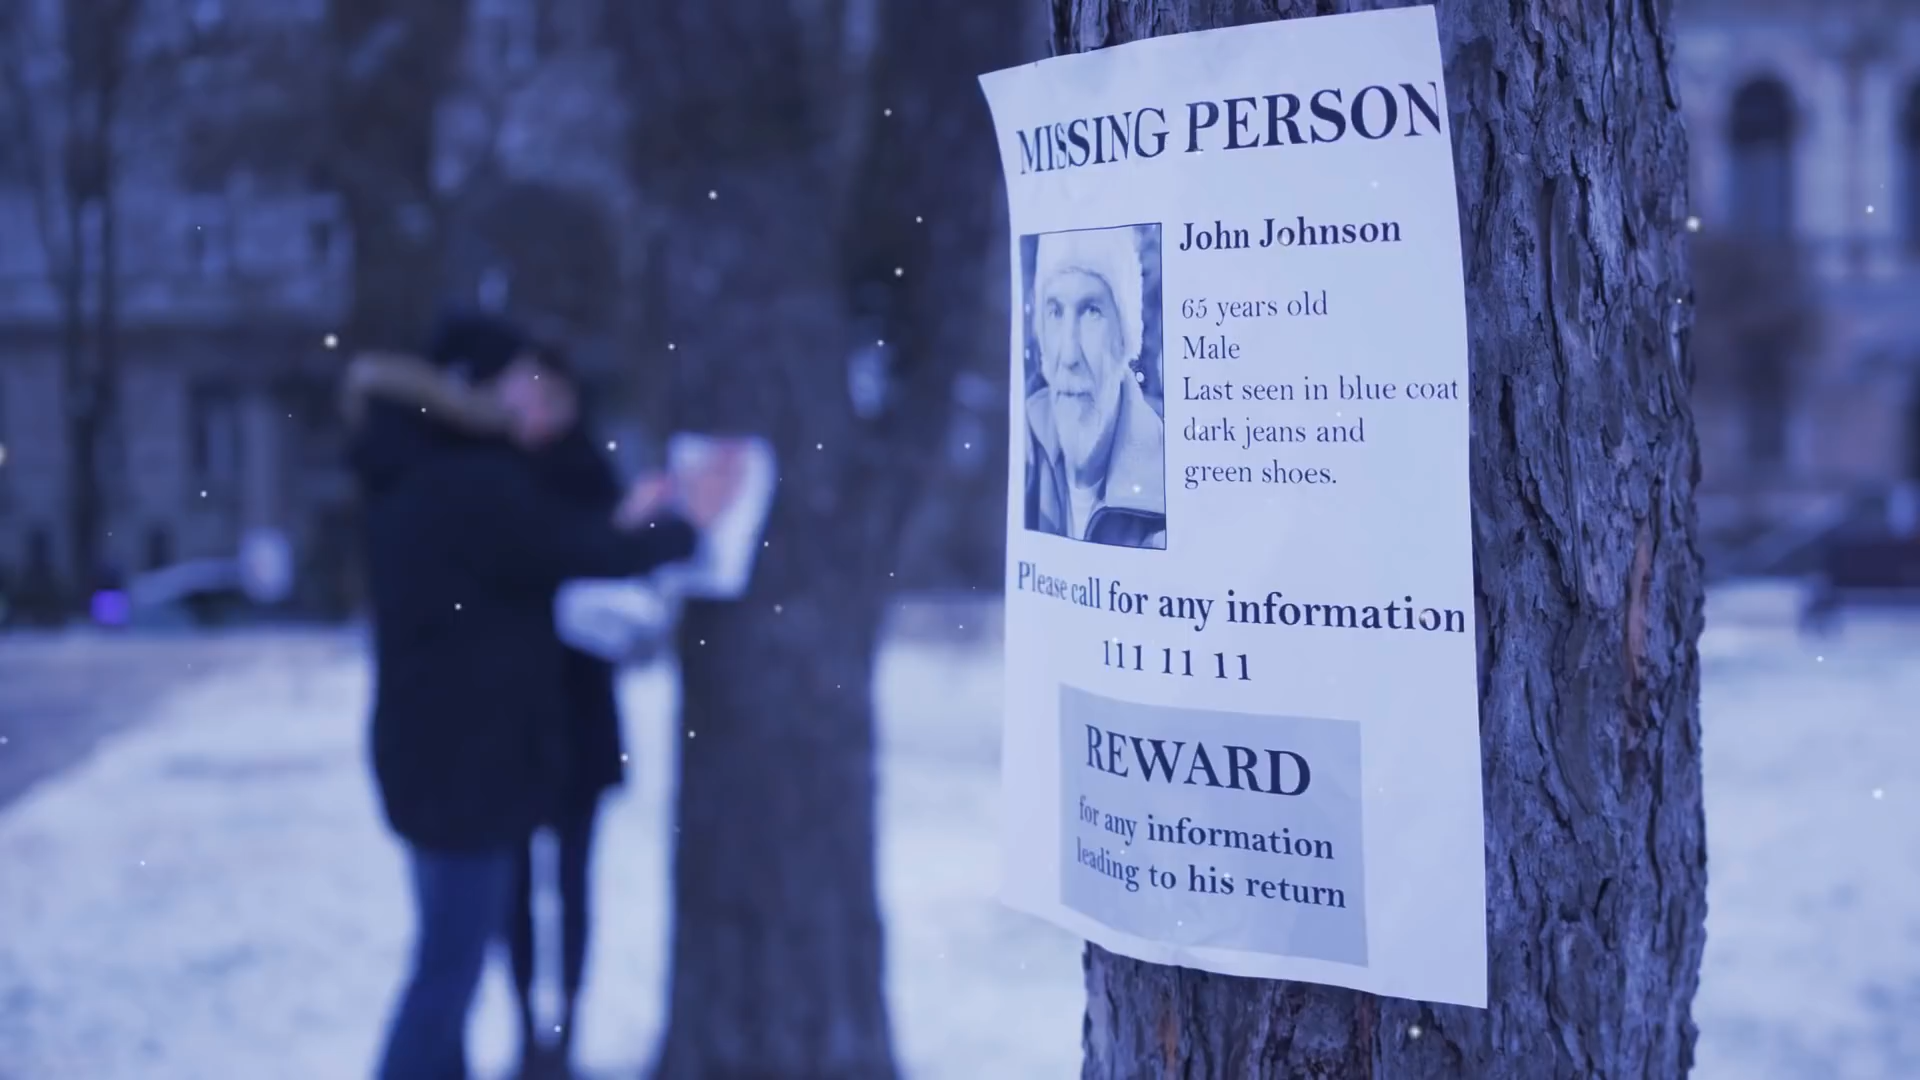 MISSING PERSON
John Johnson
65 years old
Male
Last seen in blue coat
dark jeans and
green shoes.
Please call for any information
111 11 11
REWARD
for any information
leading to his return